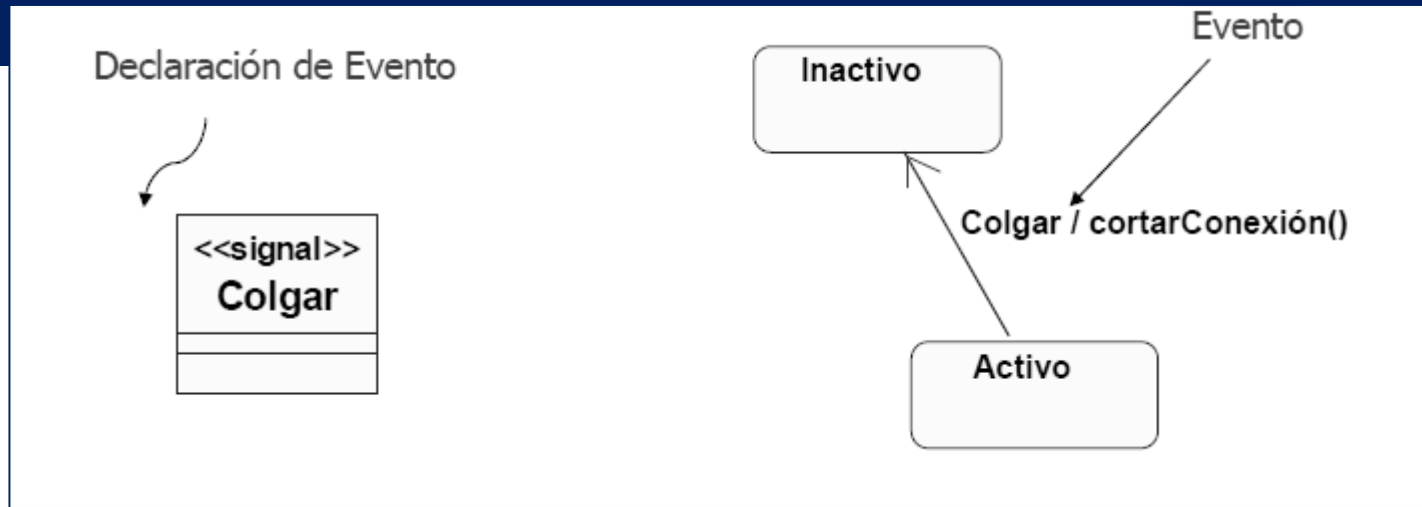 Declaración de Evento
<<signal>>
Colgar
Evento
Inactivo
Colgar / cortarConexión()
Activo